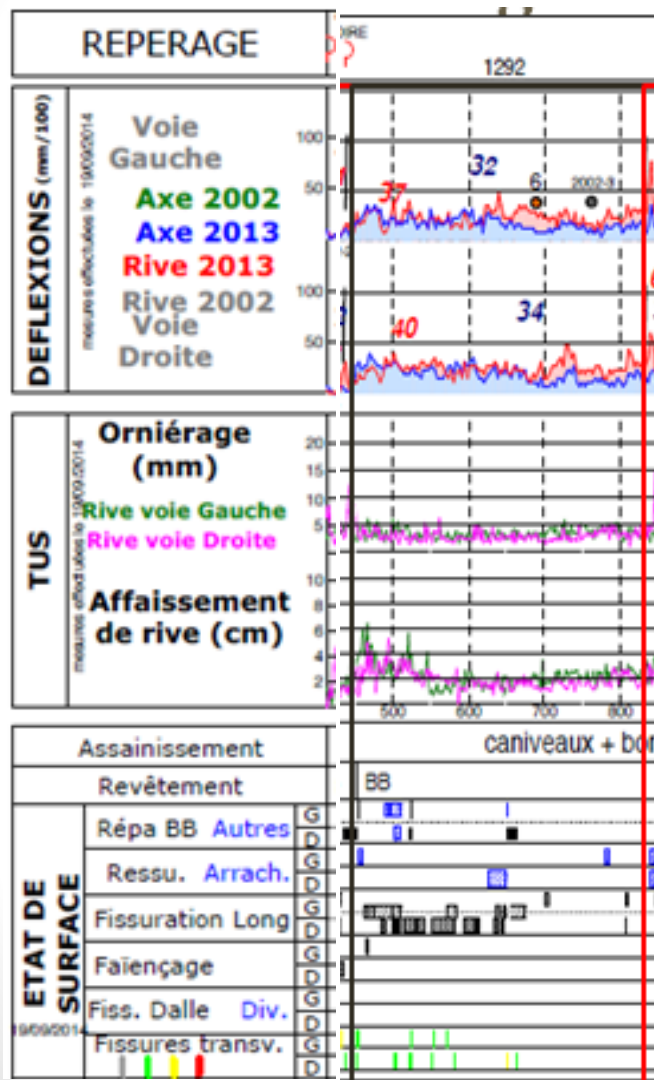 REPERAGE
OIRE
1292
DEFLEXIONS (mm/100)
mesures effectuées le 19/09/2014
Voie
Gauche
Axe 2002
Axe 2013
Rive 2013
Rive 2002
Voie
Droite
100
50
100
50
37
32
6
2002-3
40
34
TUS
mesures effectuées le 19/09/2014
Orniérage
(mm)
Rive voie Gauche
Rive voie Droite
Affaissement
de rive (cm)
20
15
10
5
10
8
6
4
2
500 600 700 800
Assainissement
caniveaux + bor
Revêtement
BB
ETAT DE
SURFACE
19/09/2014
Répa BB Autres
G
D
Ressu. Arrach.
G
D
Fissuration Long
G
D
Faïençage
G
D
Fiss. Dalle Div.
G
D
Fissures transv.
G
D